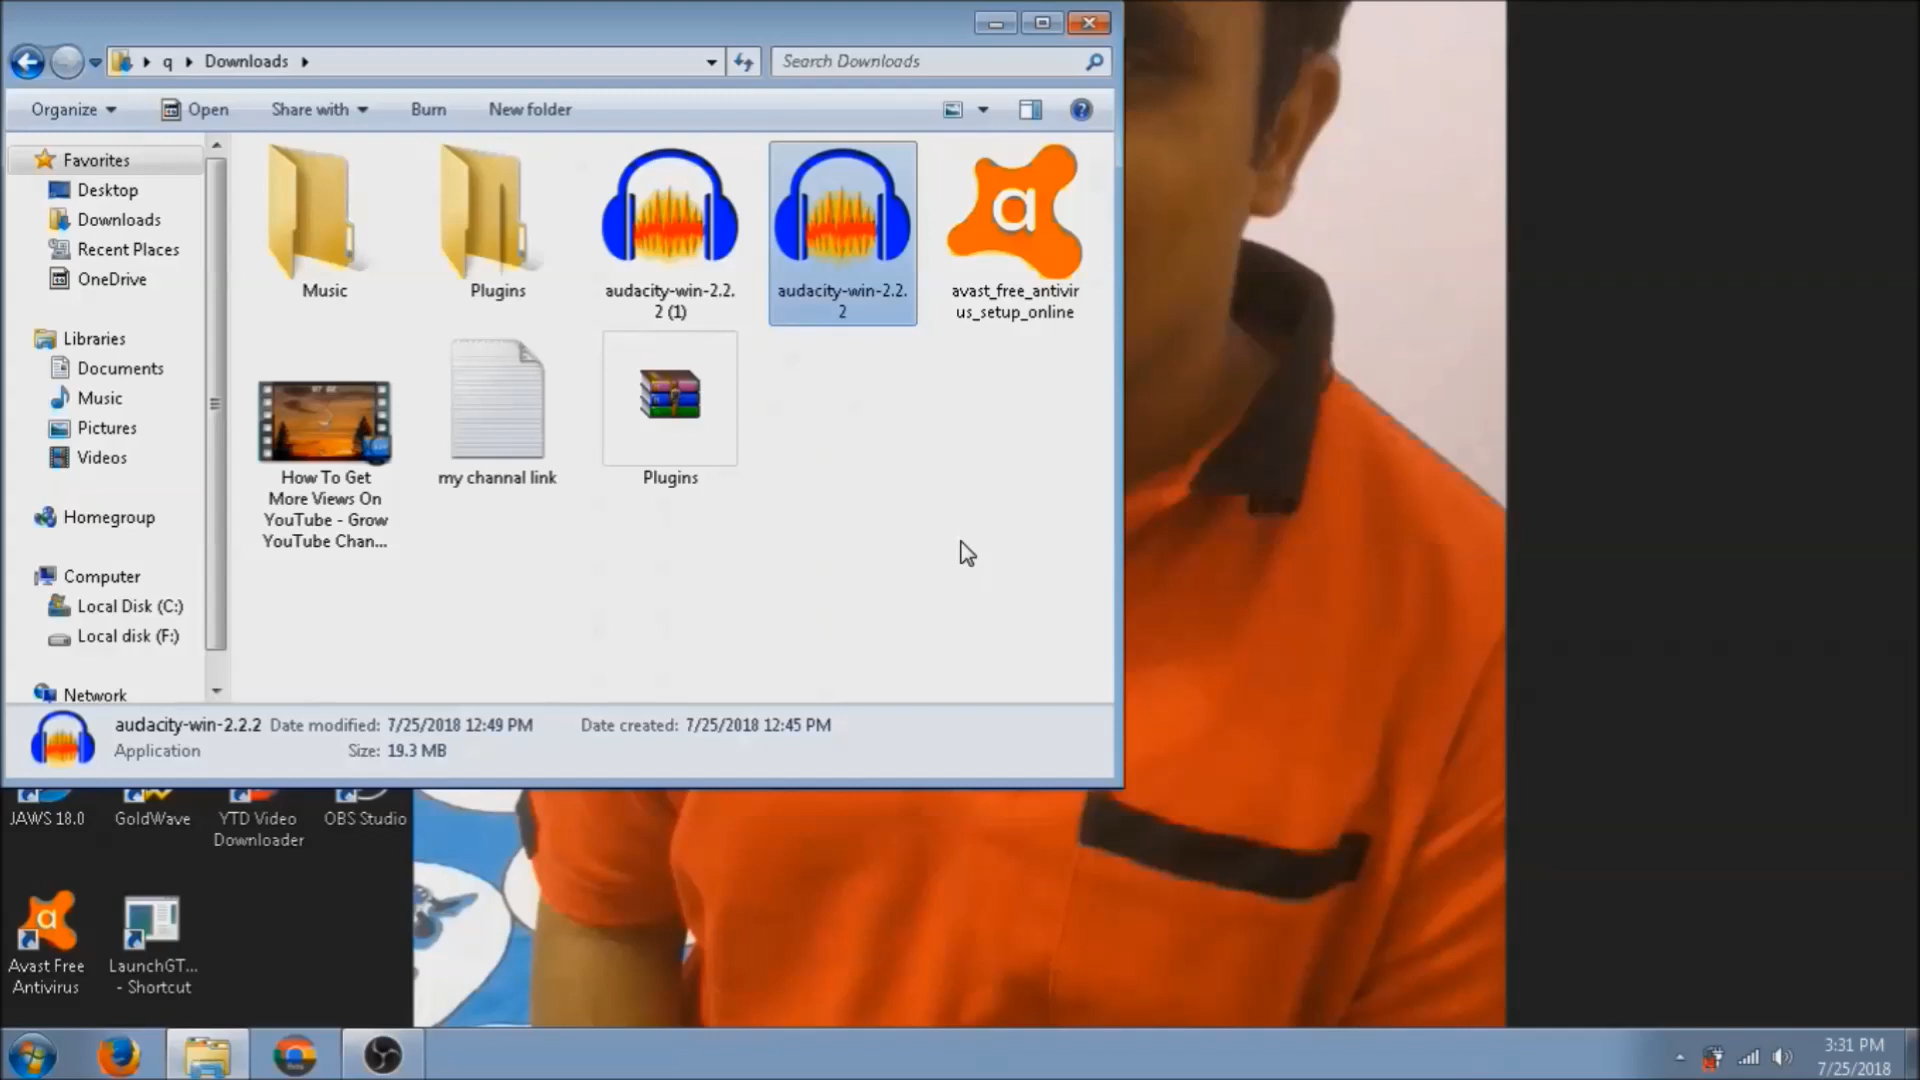 q
Downloads
Search Downloads
Organize
Open
Share with
Burn
New folder
Favorites
Desktop
Downloads
Recent Places
OneDrive
Libraries
Documents
Music
Pictures
Videos
Homegroup
Computer
Local Disk (C:)
Local disk (F:)
Network
Music
Plugins
audacity-win-2.2.
2 (1)
audacity-win-2.2.
2
avast_free_antivir
us_setup_online
How To Get
More Views On
YouTube - Grow
YouTube Chan...
my channal link
Plugins
audacity-win-2.2.2 Date modified: 7/25/2018 12:49 PM Date created: 7/25/2018 12:45 PM
Application Size: 19.3 MB
JAWS 18.0
GoldWave
YTD Video
Downloader
OBS Studio
Avast Free
Antivirus
LaunchGT...
- Shortcut
3:31 PM
7/25/2018